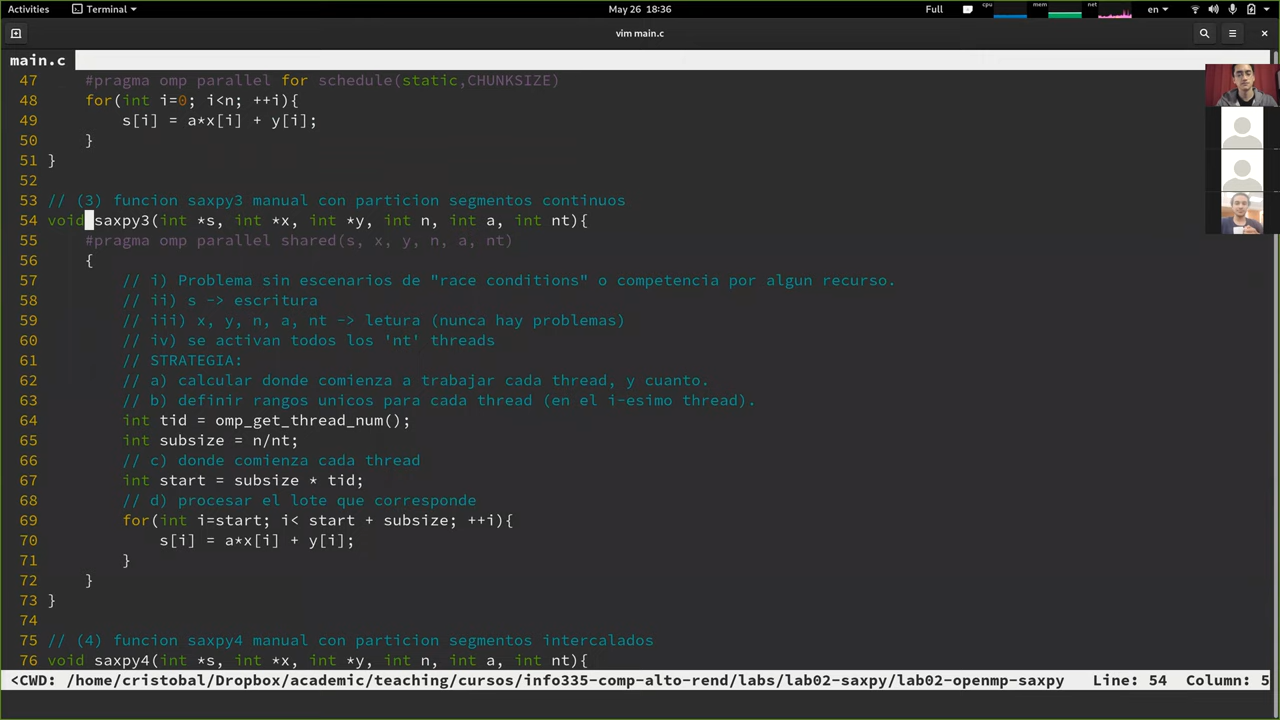 Activities Terminal May 26 18:36 Full cpu mem net en
vim main.c
main.c
47 #pragma omp parallel for schedule(static,CHUNKSIZE)
48 for(int i=0; i<n; ++i){
49 s[i] = a*x[i] + y[i];
50 }
51 }
52
53 // (3) funcion saxpy3 manual con particion segmentos continuos
54 void saxpy3(int *s, int *x, int *y, int n, int a, int nt){
55 #pragma omp parallel shared(s, x, y, n, a, nt)
56 {
57 // i) Problema sin escenarios de "race conditions" o competencia por algun recurso.
58 // ii) s -> escritura
59 // iii) x, y, n, a, nt -> letura (nunca hay problemas)
60 // iv) se activan todos los 'nt' threads
61 // STRATEGIA:
62 // a) calcular donde comienza a trabajar cada thread, y cuanto.
63 // b) definir rangos unicos para cada thread (en el i-esimo thread).
64 int tid = omp_get_thread_num();
65 int subsize = n/nt;
66 // c) donde comienza cada thread
67 int start = subsize * tid;
68 // d) procesar el lote que corresponde
69 for(int i=start; i< start + subsize; ++i){
70 s[i] = a*x[i] + y[i];
71 }
72 }
73 }
74
75 // (4) funcion saxpy4 manual con particion segmentos intercalados
76 void saxpy4(int *s, int *x, int *y, int n, int a, int nt){
<CWD: /home/cristobal/Dropbox/academic/teaching/cursos/info335-comp-alto-rend/labs/lab02-saxpy/lab02-openmp-saxpy Line: 54 Column: 5